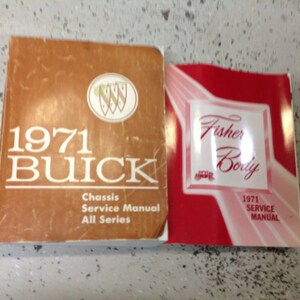 1971
BUICK
Chassis
Service Manual
All Series
Fisher
Body
1971
SERVICE
MANUAL